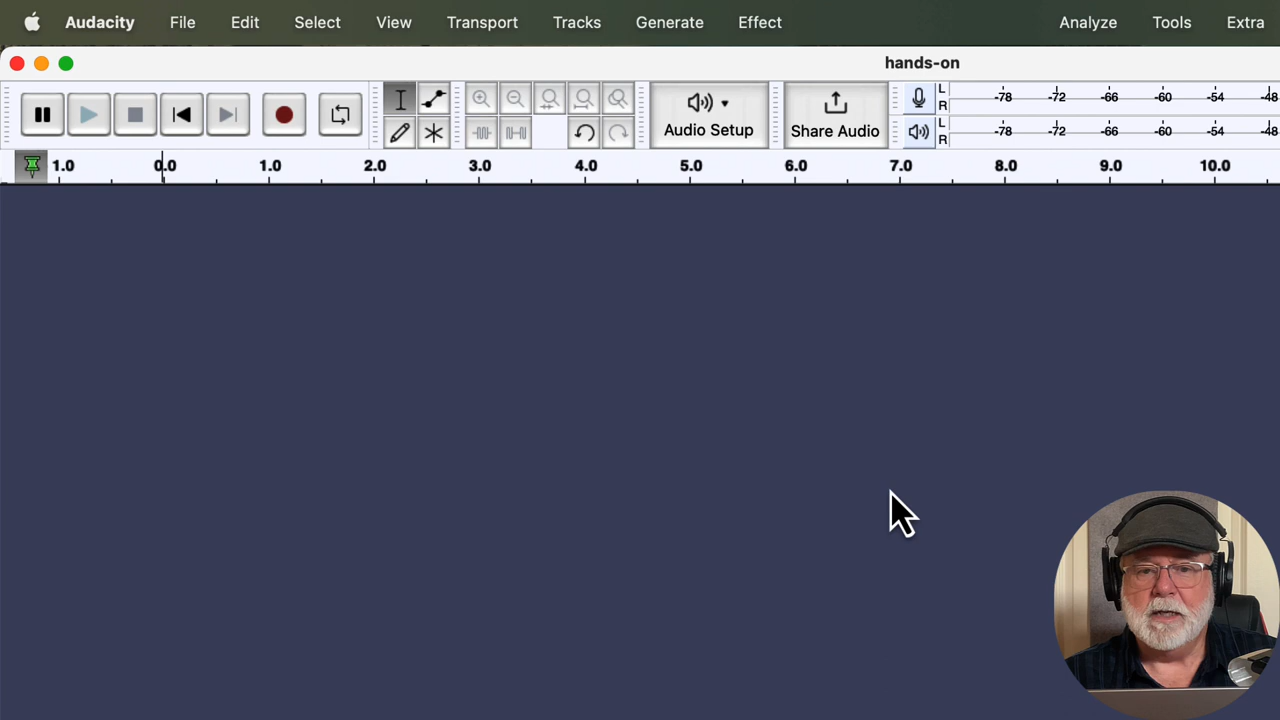 Audacity File Edit Select View Transport Tracks Generate Effect Analyze Tools Extra
hands-on
Audio Setup
Share Audio
L -78 -72 -66 -60 -54 -48
R
L -78 -72 -66 -60 -54 -48
R
1.0 0.0 1.0 2.0 3.0 4.0 5.0 6.0 7.0 8.0 9.0 10.0